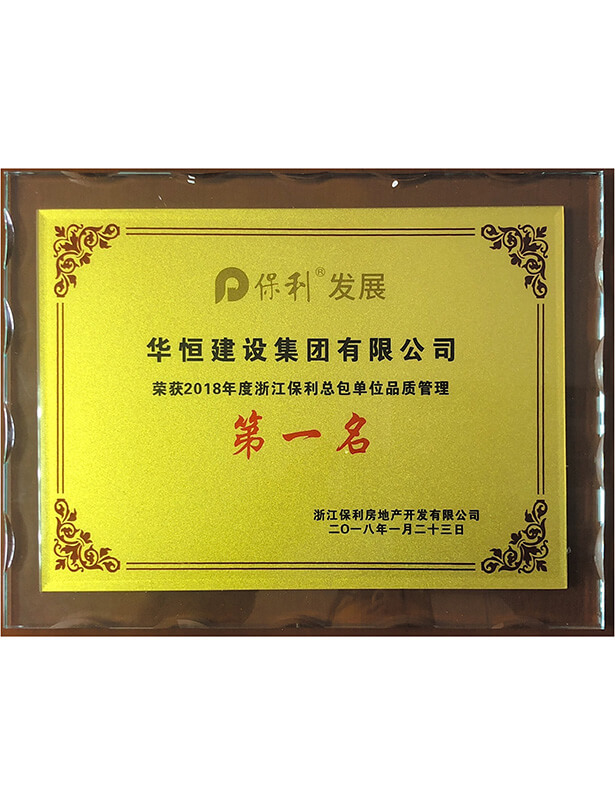 保利®发展
华恒建设集团有限公司
荣获2018年度浙江保利总包单位品质管理
第一名
浙江保利房地产开发有限公司
二〇一八年一月二十三日